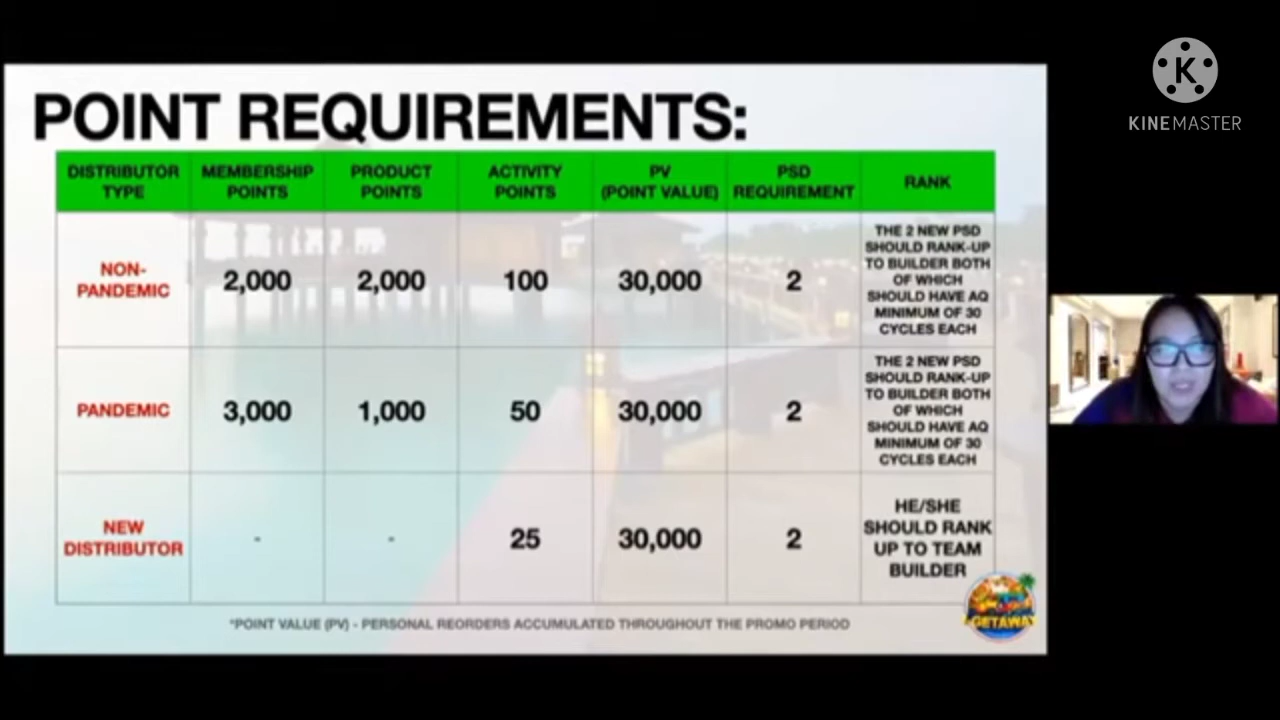 POINT REQUIREMENTS:
DISTRIBUTOR
TYPE
MEMBERSHIP
POINTS
PRODUCT
POINTS
ACTIVITY
POINTS
PV
(POINT VALUE)
PSD
REQUIREMENT
RANK
NON-
PANDEMIC
2,000
2,000
100
30,000
2
THE 2 NEW PSD
SHOULD RANK-UP
TO BUILDER BOTH
OF WHICH
SHOULD HAVE AQ
MINIMUM OF 30
CYCLES EACH
PANDEMIC
3,000
1,000
50
30,000
2
THE 2 NEW PSD
SHOULD RANK-UP
TO BUILDER BOTH
OF WHICH
SHOULD HAVE AQ
MINIMUM OF 30
CYCLES EACH
NEW
DISTRIBUTOR
-
-
25
30,000
2
HE/SHE
SHOULD RANK
UP TO TEAM
BUILDER
*POINT VALUE (PV) - PERSONAL REORDERS ACCUMULATED THROUGHOUT THE PROMO PERIOD
GETAWAY
K
KINEMASTER